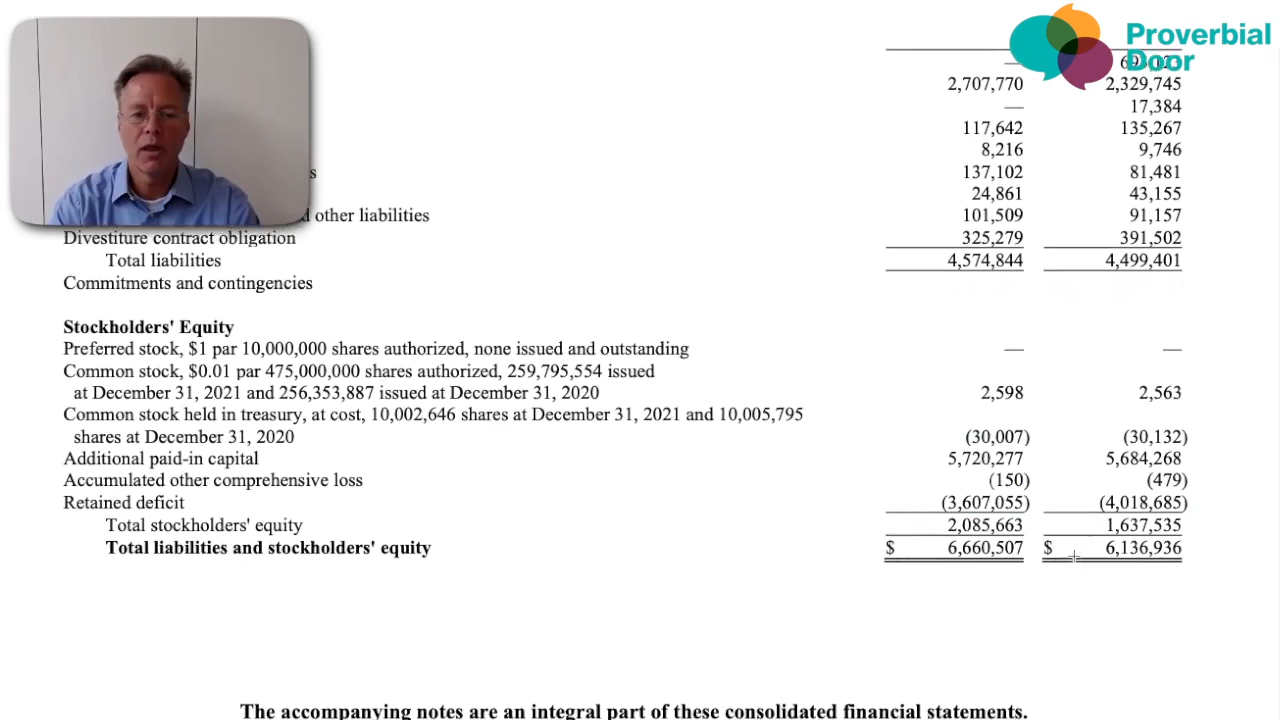 Proverbial
Door
2,707,770 2,329,745
— 17,384
117,642 135,267
8,216 9,746
s 137,102 81,481
24,861 43,155
other liabilities 101,509 91,157
Divestiture contract obligation 325,279 391,502
Total liabilities 4,574,844 4,499,401
Commitments and contingencies
Stockholders' Equity
Preferred stock, $1 par 10,000,000 shares authorized, none issued and outstanding — —
Common stock, $0.01 par 475,000,000 shares authorized, 259,795,554 issued
at December 31, 2021 and 256,353,887 issued at December 31, 2020 2,598 2,563
Common stock held in treasury, at cost, 10,002,646 shares at December 31, 2021 and 10,005,795
shares at December 31, 2020 (30,007) (30,132)
Additional paid-in capital 5,720,277 5,684,268
Accumulated other comprehensive loss (150) (479)
Retained deficit (3,607,055) (4,018,685)
Total stockholders' equity 2,085,663 1,637,535
Total liabilities and stockholders' equity $ 6,660,507 $ 6,136,936
The accompanying notes are an integral part of these consolidated financial statements.